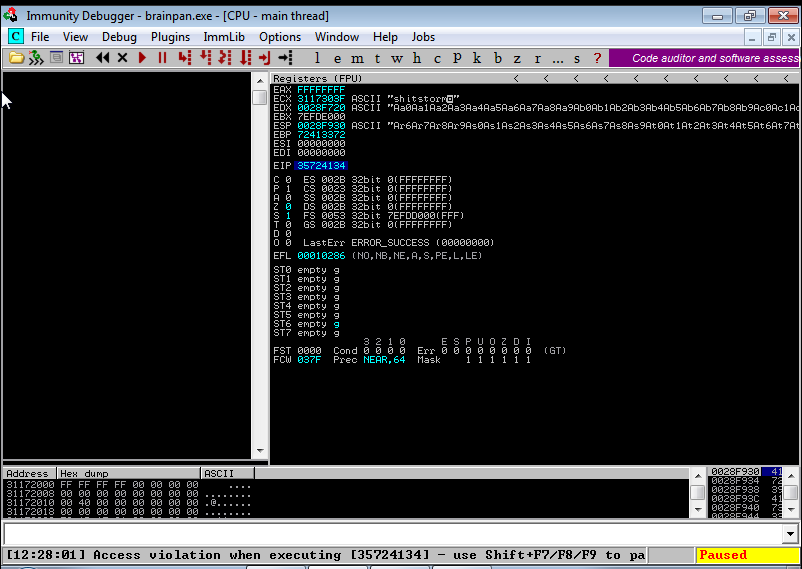 Immunity Debugger - brainpan.exe - [CPU - main thread]
C File View Debug Plugins ImmLib Options Window Help Jobs
l e m t w h c P k b z r ... s ? Code auditor and software assess
Registers (FPU) < < < < < < < < <
EAX FFFFFFFF
ECX 3117303F ASCII "shitstorm"
EDX 0028F720 ASCII "Aa0Aa1Aa2Aa3Aa4Aa5Aa6Aa7Aa8Aa9Ab0Ab1Ab2Ab3Ab4Ab5Ab6Ab7Ab8Ab9Ac0Ac1Ac
EBX 7EFDE000
ESP 0028F930 ASCII "Ar6Ar7Ar8Ar9As0As1As2As3As4As5As6As7As8As9At0At1At2At3At4At5At6At7At
EBP 72413372
ESI 00000000
EDI 00000000
EIP 35724134
C 0 ES 002B 32bit 0(FFFFFFFF)
P 1 CS 0023 32bit 0(FFFFFFFF)
A 0 SS 002B 32bit 0(FFFFFFFF)
Z 0 DS 002B 32bit 0(FFFFFFFF)
S 1 FS 0053 32bit 7EFDD000(FFF)
T 0 GS 002B 32bit 0(FFFFFFFF)
D 0
O 0 LastErr ERROR_SUCCESS (00000000)
EFL 00010286 (NO,NB,NE,A,S,PE,L,LE)
ST0 empty g
ST1 empty g
ST2 empty g
ST3 empty g
ST4 empty g
ST5 empty g
ST6 empty g
ST7 empty g
3 2 1 0 E S P U O Z D I
FST 0000 Cond 0 0 0 0 Err 0 0 0 0 0 0 0 0 (GT)
FCW 037F Prec NEAR,64 Mask 1 1 1 1 1 1
Address Hex dump ASCII
31172000 FF FF FF FF 00 00 00 00 ....
31172008 00 00 00 00 00 00 00 00 ........
31172010 00 40 00 00 00 00 00 00 .@......
31172018 00 00 00 00 00 00 00 00 ........
0028F930 41
0028F934 72
0028F938 39
0028F93C 41
0028F940 73
0028F944 33
[12:28:01] Access violation when executing [35724134] - use Shift+F7/F8/F9 to pa
Paused